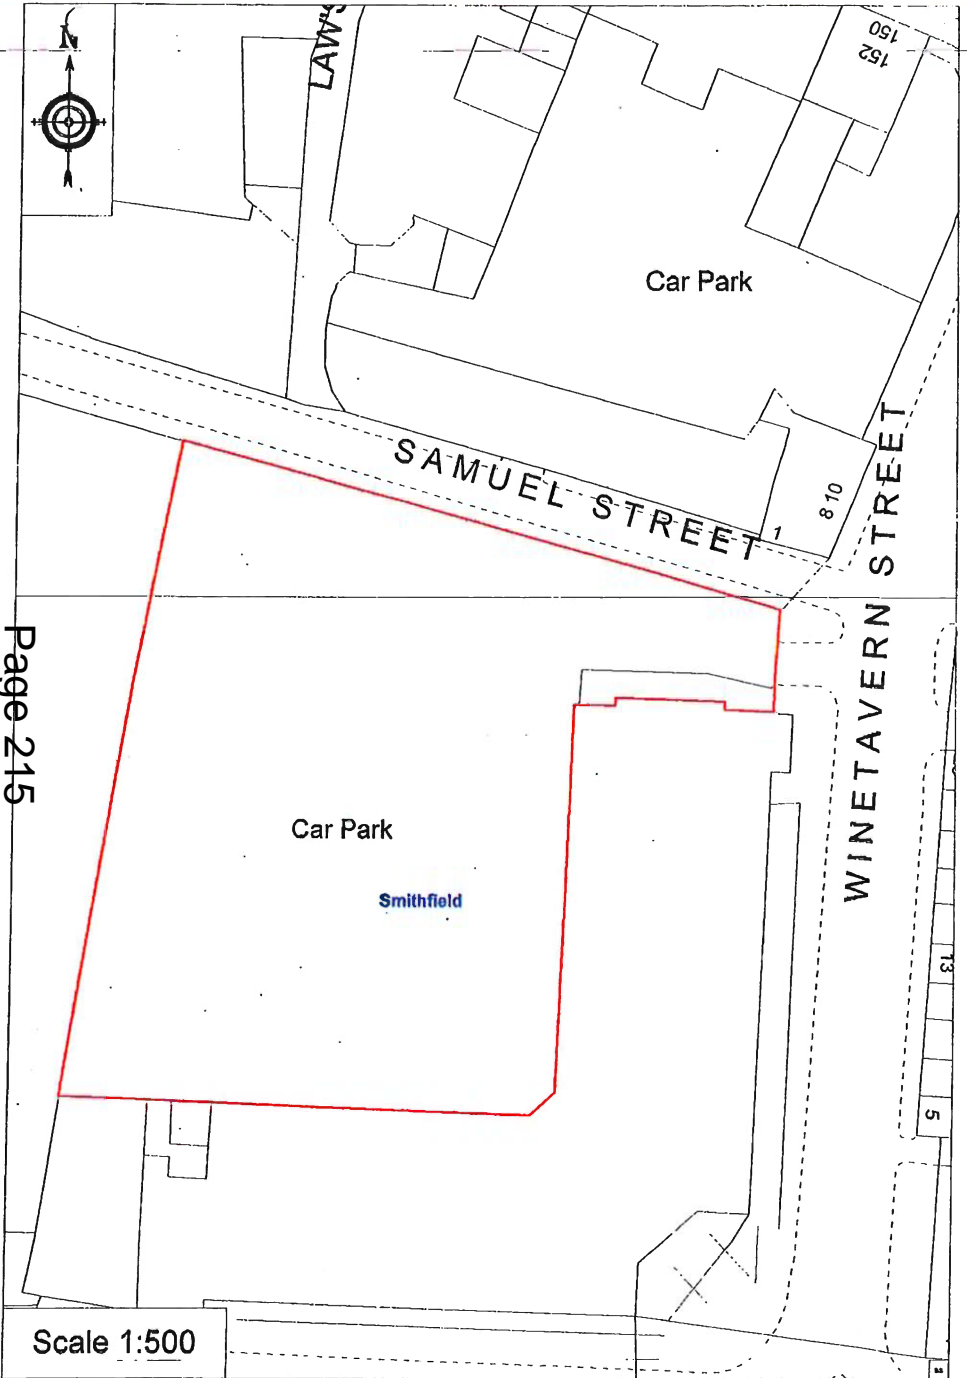 N
LAW'S
150
152
Car Park
SAMUEL STREET
1
8 10
WINETAVERN STREET
Page 215
Car Park
Smithfield
13
5
Scale 1:500